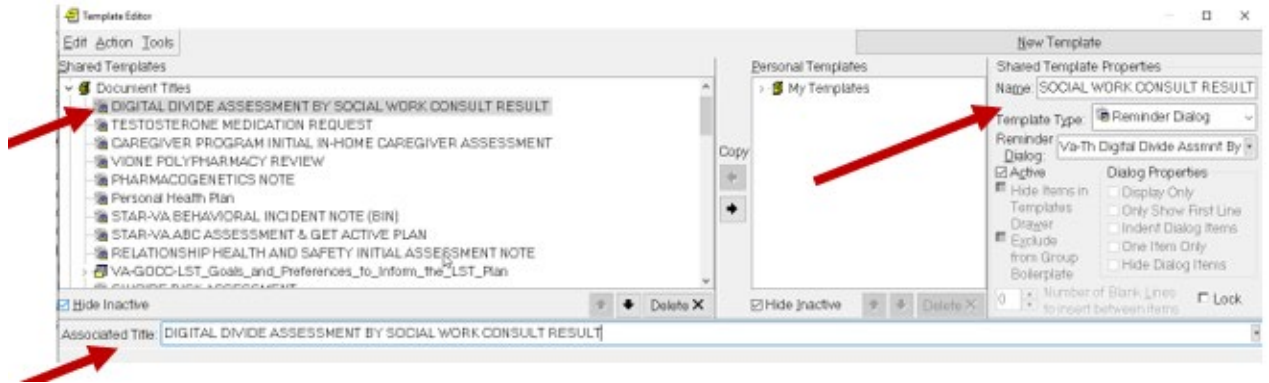 Template Editor
Edit Action Tools
New Template
Shared Templates
Personal Templates
Shared Template Properties
Document Titles
DIGITAL DIVIDE ASSESSMENT BY SOCIAL WORK CONSULT RESULT
TESTOSTERONE MEDICATION REQUEST
CAREGIVER PROGRAM INITIAL IN-HOME CAREGIVER ASSESSMENT
VIONE POLYPHARMACY REVIEW
PHARMACOGENETICS NOTE
Personal Health Plan
STAR-VA BEHAVIORAL INCIDENT NOTE (BIN)
STAR-VA ABC ASSESSMENT & GET ACTIVE PLAN
RELATIONSHIP HEALTH AND SAFETY INITIAL ASSESSMENT NOTE
VA-GOCC-LST_Goals_and_Preferences_to_Inform_the_LST_Plan
Hide Inactive
Delete X
Copy
My Templates
Hide Inactive
Delete X
Name: SOCIAL WORK CONSULT RESULT
Template Type: Reminder Dialog
Reminder Dialog: Va-Th Digital Divide Assmnt By
Active
Hide Items in Templates Drawer
Exclude from Group Boilerplate
Dialog Properties
Display Only
Only Show First Line
Indent Dialog Items
One Item Only
Hide Dialog Items
0 Number of Blank Lines to insert between items
Lock
Associated Title: DIGITAL DIVIDE ASSESSMENT BY SOCIAL WORK CONSULT RESULT